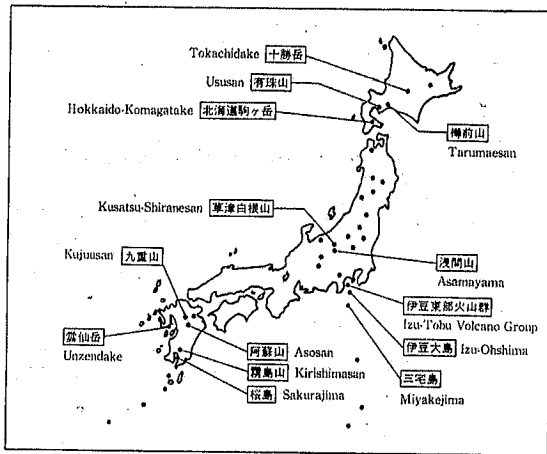 Tokachidake 十勝岳
Ususan 有珠山
Hokkaido-Komagatake 北海道駒ヶ岳
樽前山
Tarumaesan
Kusatsu-Shiranesan 草津白根山
浅間山
Asamayama
Kujuusan 九重山
伊豆東部火山群
Izu-Tobu Volcano Group
雲仙岳
Unzendake
伊豆大島 Izu-Ohshima
阿蘇山 Asosan
霧島山 Kirishimasan
三宅島
Miyakejima
桜島 Sakurajima